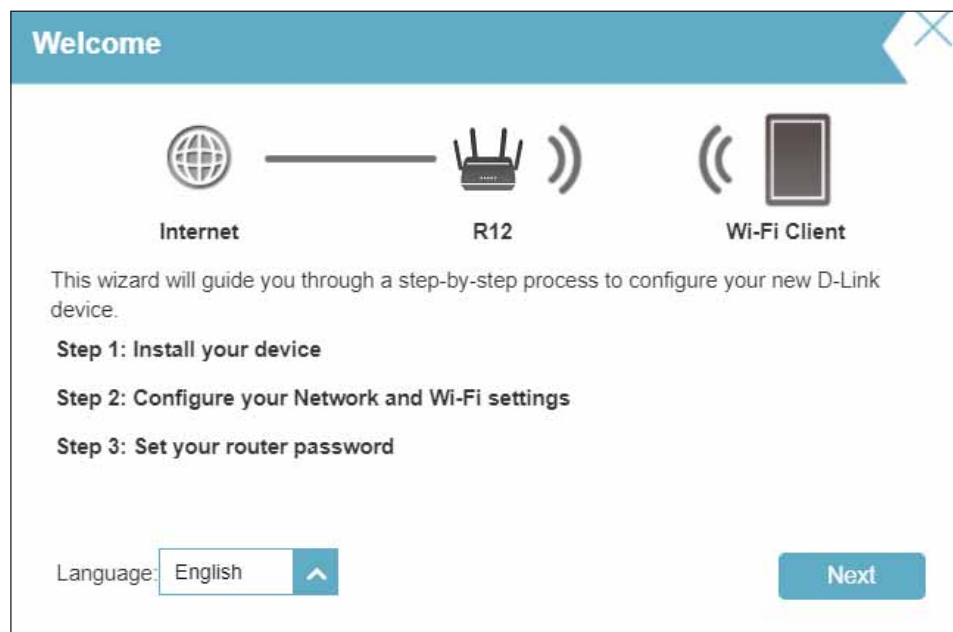 Welcome
Internet
R12
Wi-Fi Client
This wizard will guide you through a step-by-step process to configure your new D-Link
device.
Step 1: Install your device
Step 2: Configure your Network and Wi-Fi settings
Step 3: Set your router password
Language: English
Next